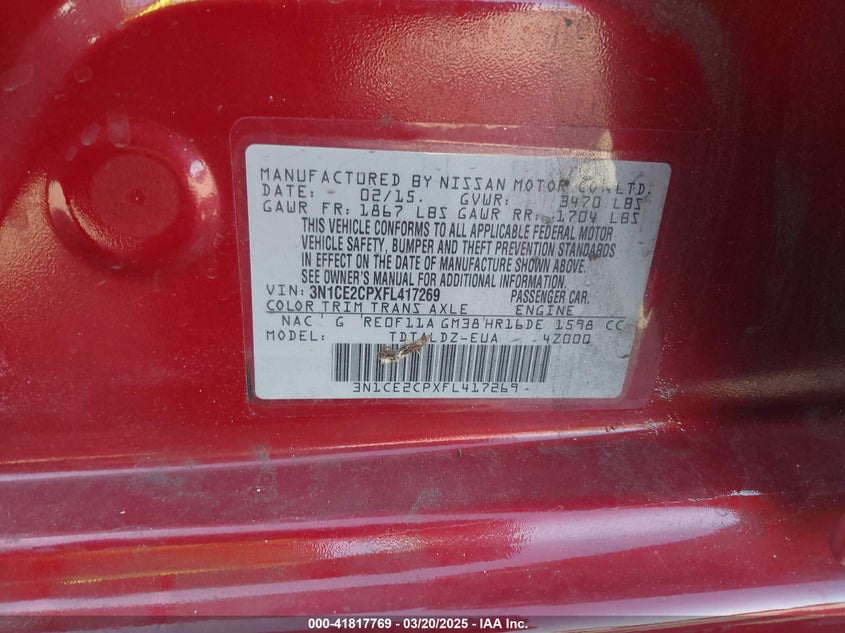 MANUFACTURED BY NISSAN MOTOR CO., LTD.
DATE: 02/15. GVWR: 3470 LBS
GAWR FR: 1867 LBS GAWR RR: 1704 LBS
THIS VEHICLE CONFORMS TO ALL APPLICABLE FEDERAL MOTOR
VEHICLE SAFETY, BUMPER AND THEFT PREVENTION STANDARDS
IN EFFECT ON THE DATE OF MANUFACTURE SHOWN ABOVE.
SEE OWNER'S MANUAL FOR ADDITIONAL INFORMATION.
VIN: 3N1CE2CPXFL417269 PASSENGER CAR.
COLOR TRIM TRANS AXLE ENGINE
NAC G RE0F11A GM38 HR16DE 1598 CC
MODEL: 4Z000
3N1CE2CPXFL417269
000-41817769 | 03/20/2025 - IAA Inc.